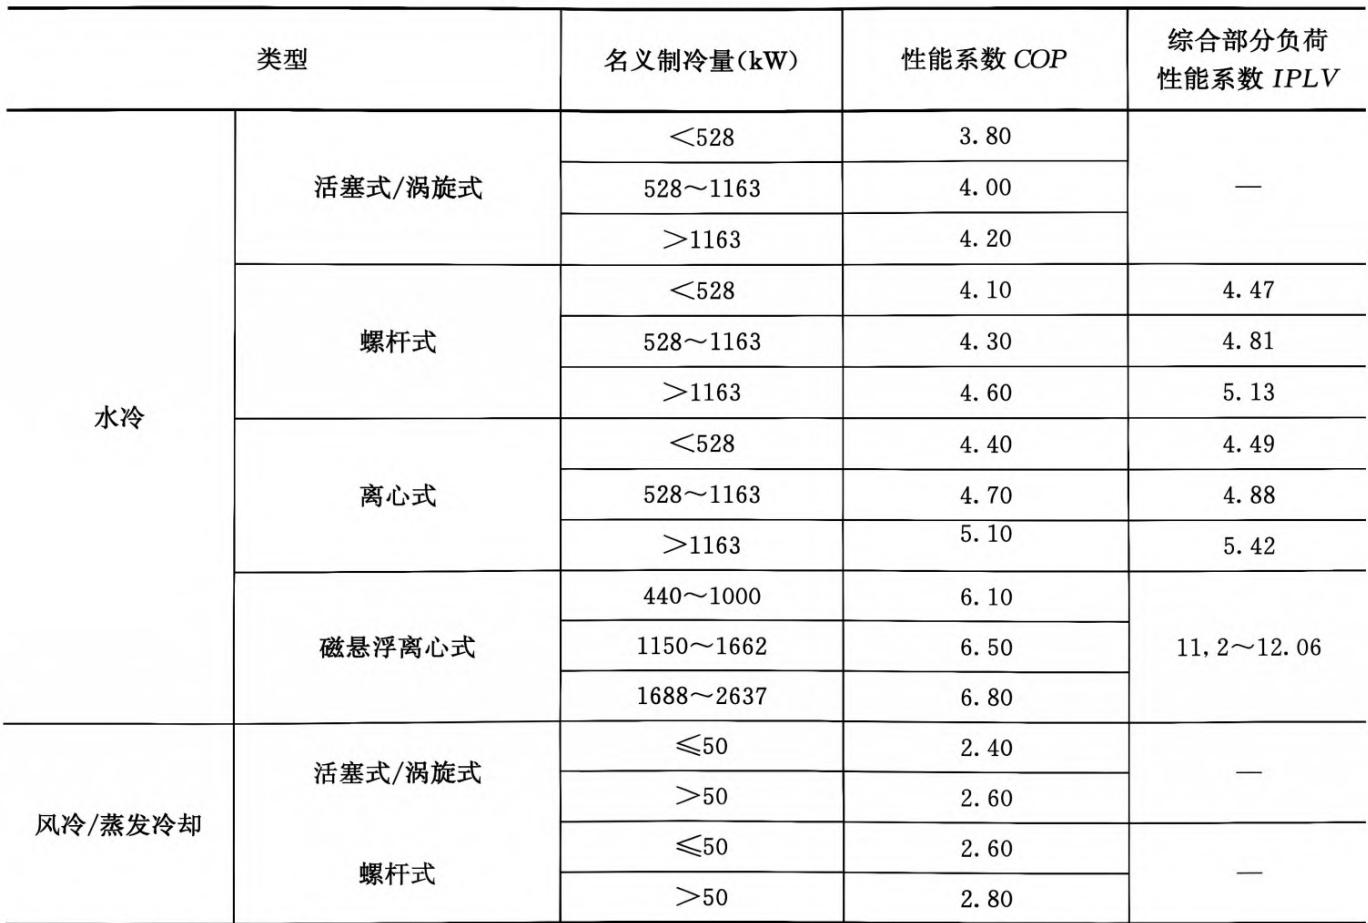 类型 名义制冷量(kW) 性能系数 COP 综合部分负荷
性能系数 IPLV
水冷 活塞式/涡旋式 <528 3.80 —
528～1163 4.00
>1163 4.20
螺杆式 <528 4.10 4.47
528～1163 4.30 4.81
>1163 4.60 5.13
离心式 <528 4.40 4.49
528～1163 4.70 4.88
>1163 5.10 5.42
磁悬浮离心式 440～1000 6.10 11,2～12.06
1150～1662 6.50
1688～2637 6.80
风冷/蒸发冷却 活塞式/涡旋式 ≤50 2.40 —
>50 2.60
螺杆式 ≤50 2.60 —
>50 2.80